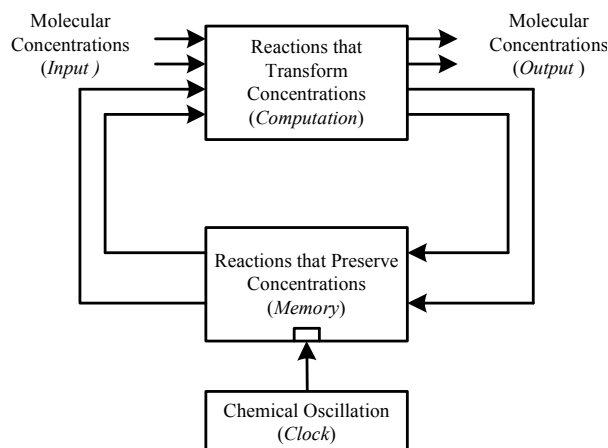 Molecular
Concentrations
(Input )
Reactions that
Transform
Concentrations
(Computation)
Molecular
Concentrations
(Output )
Reactions that Preserve
Concentrations
(Memory)
Chemical Oscillation
(Clock)